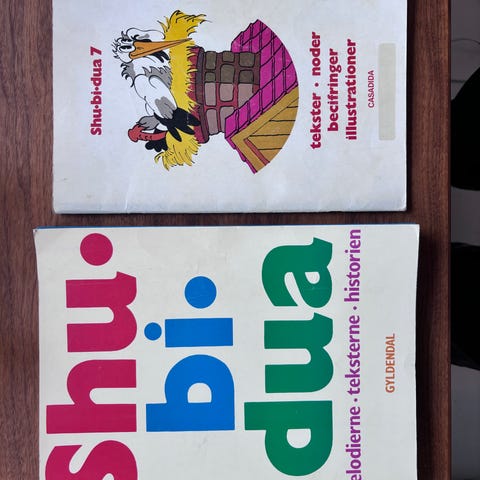 Shu·bi·dua 7
tekster · noder
becifringer
illustrationer
CASADIDA
shu·
bi·
dua
elodierne · teksterne · historien
GYLDENDAL